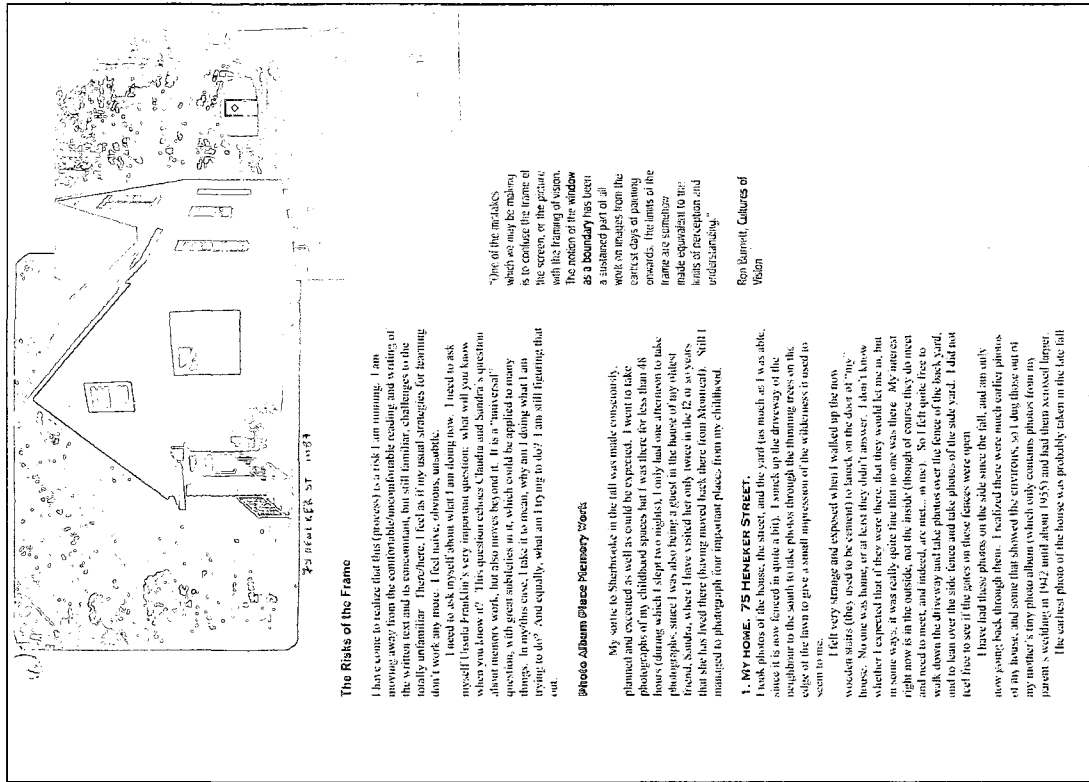 75 HENEKER ST 1987
The Risks of the Frame
I have come to realize that this (process) is a risk I am running. I am
moving away from the comfortable/uncomfortable reading and writing of
the written text and its concomitant, but still familiar, challenges to the
totally unfamiliar There/here. I feel as if my usual strategies for learning
don't work any more. I feel naive, obvious, unsubtle.
I need to ask myself about what I am doing now. I need to ask
myself Ursula Franklin's very important question: what will you know
when you know it? This question echoes Claudia and Sandra's question
about memory work, but also moves beyond it. It is a "universal"
question, with great subtleties in it, which could be applied to many
things. In my/this case, I take it to mean, why am I doing what I am
trying to do? And equally, what am I trying to do? I am still figuring that
out.
"One of the mistakes
which we may be making
is to confuse the frame of
the screen, or the picture
with the framing of vision.
The notion of the window
as a boundary has been
a sustained part of all
work on images from the
earliest days of painting
onwards. The limits of the
frame are somehow
made equivalent to the
limits of perception and
understanding."
Ron Burnett, Cultures of
Vision
Photo Album Place Memory Work
My sortie to Sherbrooke in the fall was made consciously,
planned and executed as well as could be expected. I went to take
photographs of my childhood spaces but I was there for less than 48
hours (during which I slept two nights), I only had one afternoon to take
photographs, since I was also being a guest in the house of my oldest
friend, Sandra, where I have visited her only twice in the 12 or so years
that she has lived there (having moved back there from Montreal). Still I
managed to photograph four important places from my childhood.
1. MY HOME. 75 HENEKER STREET.
I took photos of the house, the street, and the yard (as much as I was able,
since it is now fenced in quite a bit). I snuck up the driveway of the
neighbour to the south to take photos through the thinning trees on the
edge of the lawn to give a small impression of the wilderness it used to
seem to me.
I felt very strange and exposed when I walked up the now
wooden stairs (they used to be cement) to knock on the door of "my"
house. No one was home, or at least they didn't answer. I don't know
whether I expected that if they were there, that they would let me in, but
in some ways, it was really quite fine that no one was there My interest
right now is in the outside, not the inside (though of course they do meet
and need to meet, and indeed, are met.. in me). So I felt quite free to
walk down the driveway and take photos over the fence of the back yard,
and to lean over the side fence and take photos of the side yard. I did not
feel free to see if the gates on these fences were open
I have had these photos on the side since the fall, and am only
now going back through them. I realized there were much earlier photos
of my house, and some that showed the environs, so I dug those out of
my mother's tiny photo album (which only contains photos from my
parent's wedding in 1942 until about 1955) and had them xeroxed larger.
The earliest photo of the house was probably taken in the late fall